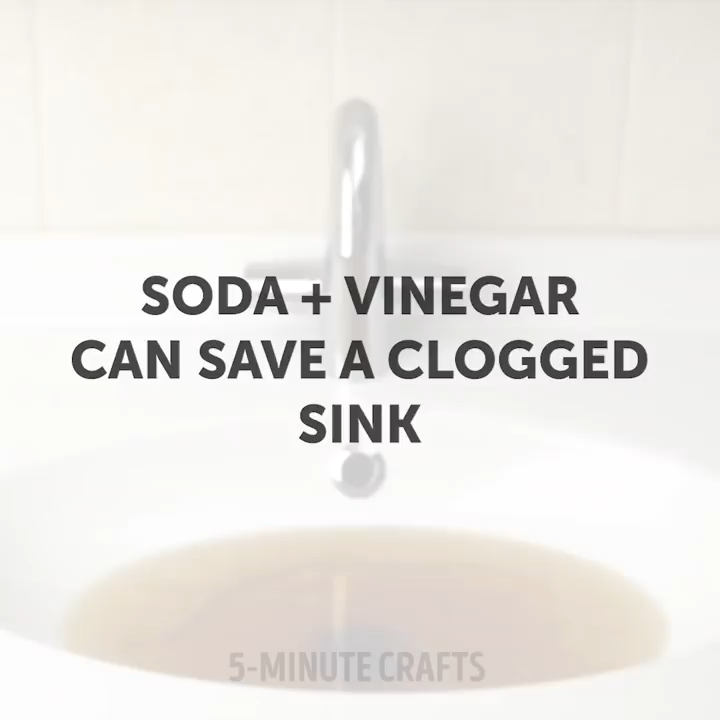 SODA + VINEGAR
CAN SAVE A CLOGGED
SINK
5-MINUTE CRAFTS